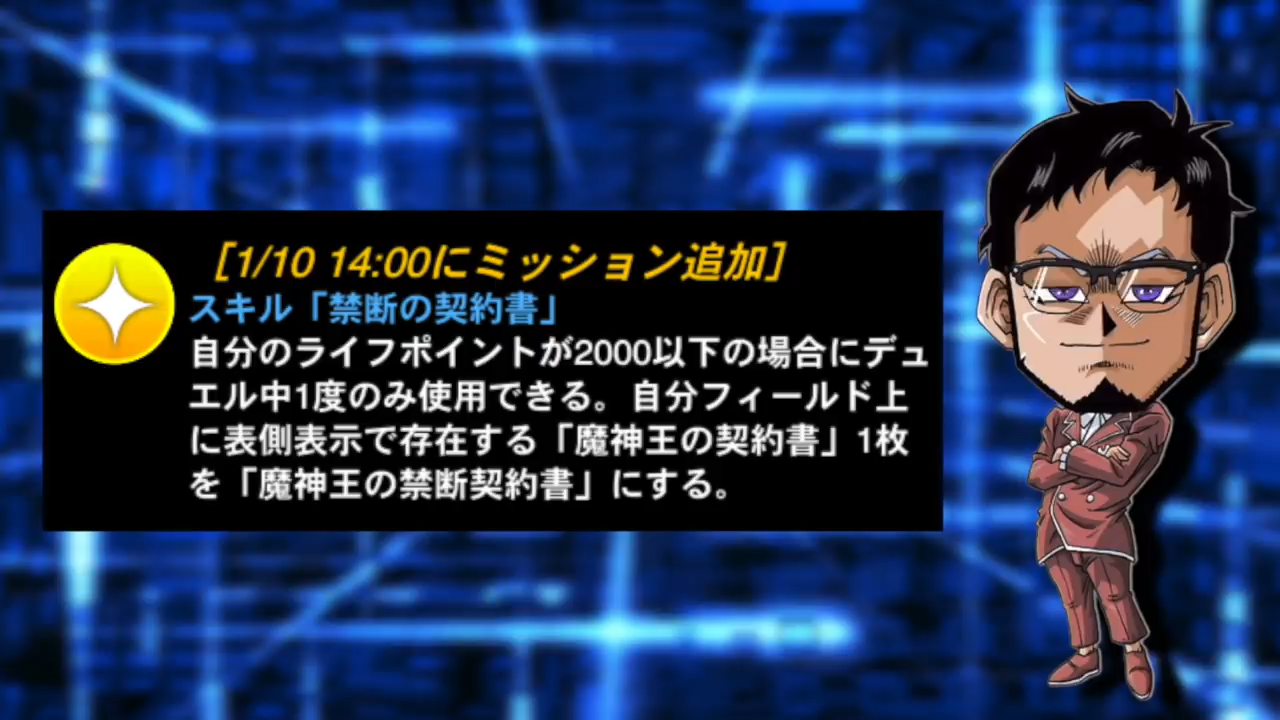 [1/10 14:00にミッション追加]
スキル「禁断の契約書」
自分のライフポイントが2000以下の場合にデュ
エル中1度のみ使用できる。自分フィールド上
に表側表示で存在する「魔神王の契約書」1枚
を「魔神王の禁断契約書」にする。